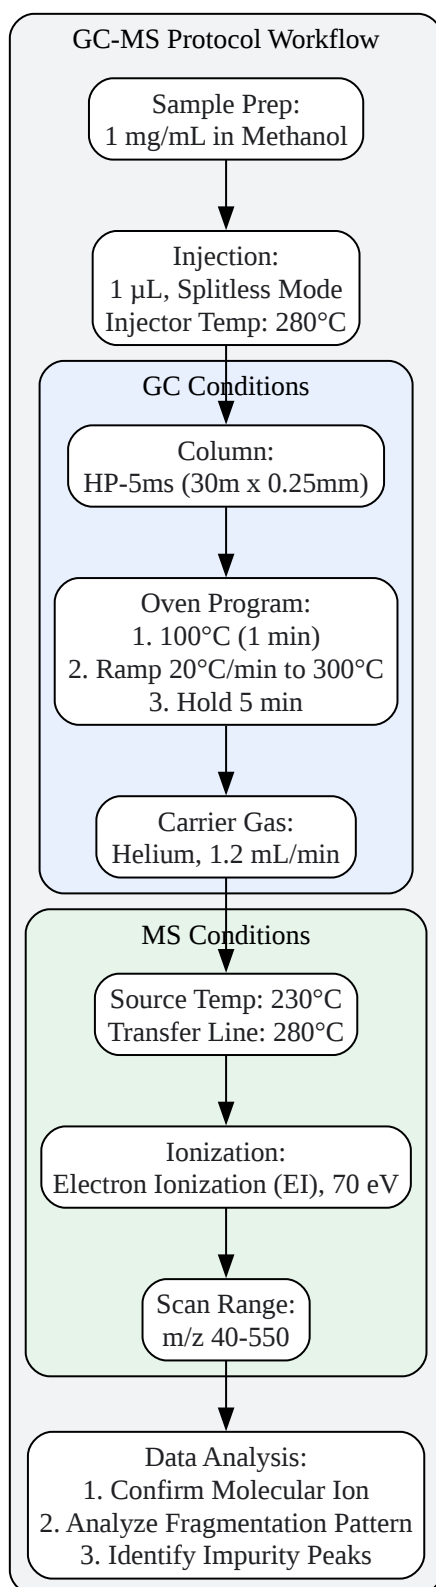 GC-MS Protocol Workflow
Sample Prep:
1 mg/mL in Methanol
Injection:
1 µL, Splitless Mode
Injector Temp: 280°C
GC Conditions
Column:
HP-5ms (30m x 0.25mm)
Oven Program:
1. 100°C (1 min)
2. Ramp 20°C/min to 300°C
3. Hold 5 min
Carrier Gas:
Helium, 1.2 mL/min
MS Conditions
Source Temp: 230°C
Transfer Line: 280°C
Ionization:
Electron Ionization (EI), 70 eV
Scan Range:
m/z 40-550
Data Analysis:
1. Confirm Molecular Ion
2. Analyze Fragmentation Pattern
3. Identify Impurity Peaks